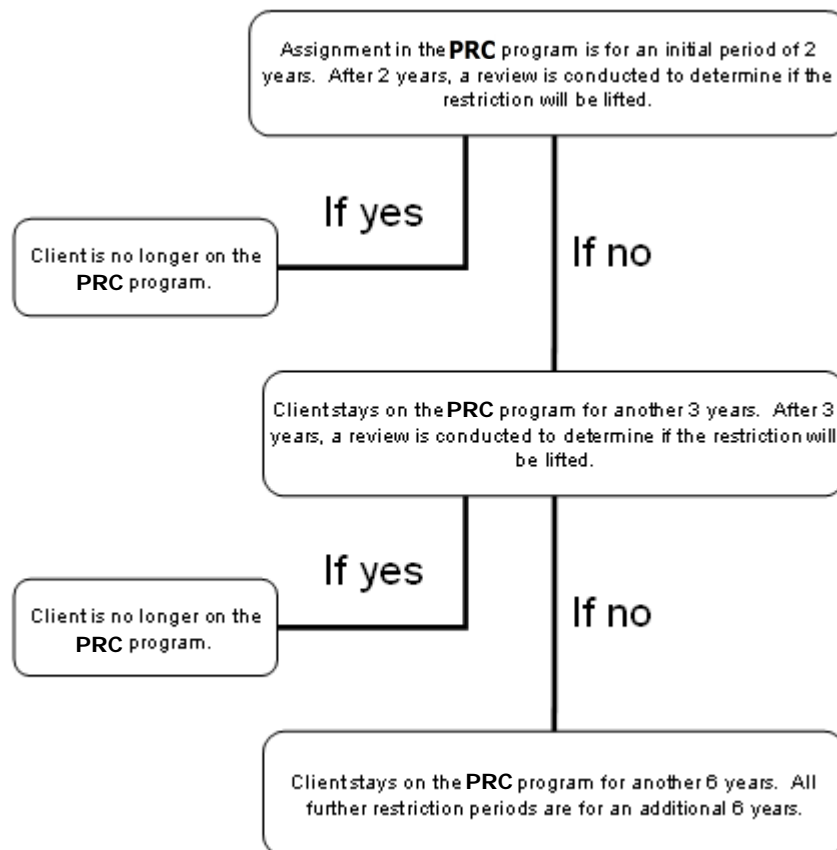 Assignment in the PRC program is for an initial period of 2
years. After 2 years, a review is conducted to determine if the
restriction will be lifted.
If yes
If no
Client is no longer on the
PRC program.
Client stays on the PRC program for another 3 years. After 3
years, a review is conducted to determine if the restriction will
be lifted.
If yes
If no
Client is no longer on the
PRC program.
Client stays on the PRC program for another 6 years. All
further restriction periods are for an additional 6 years.